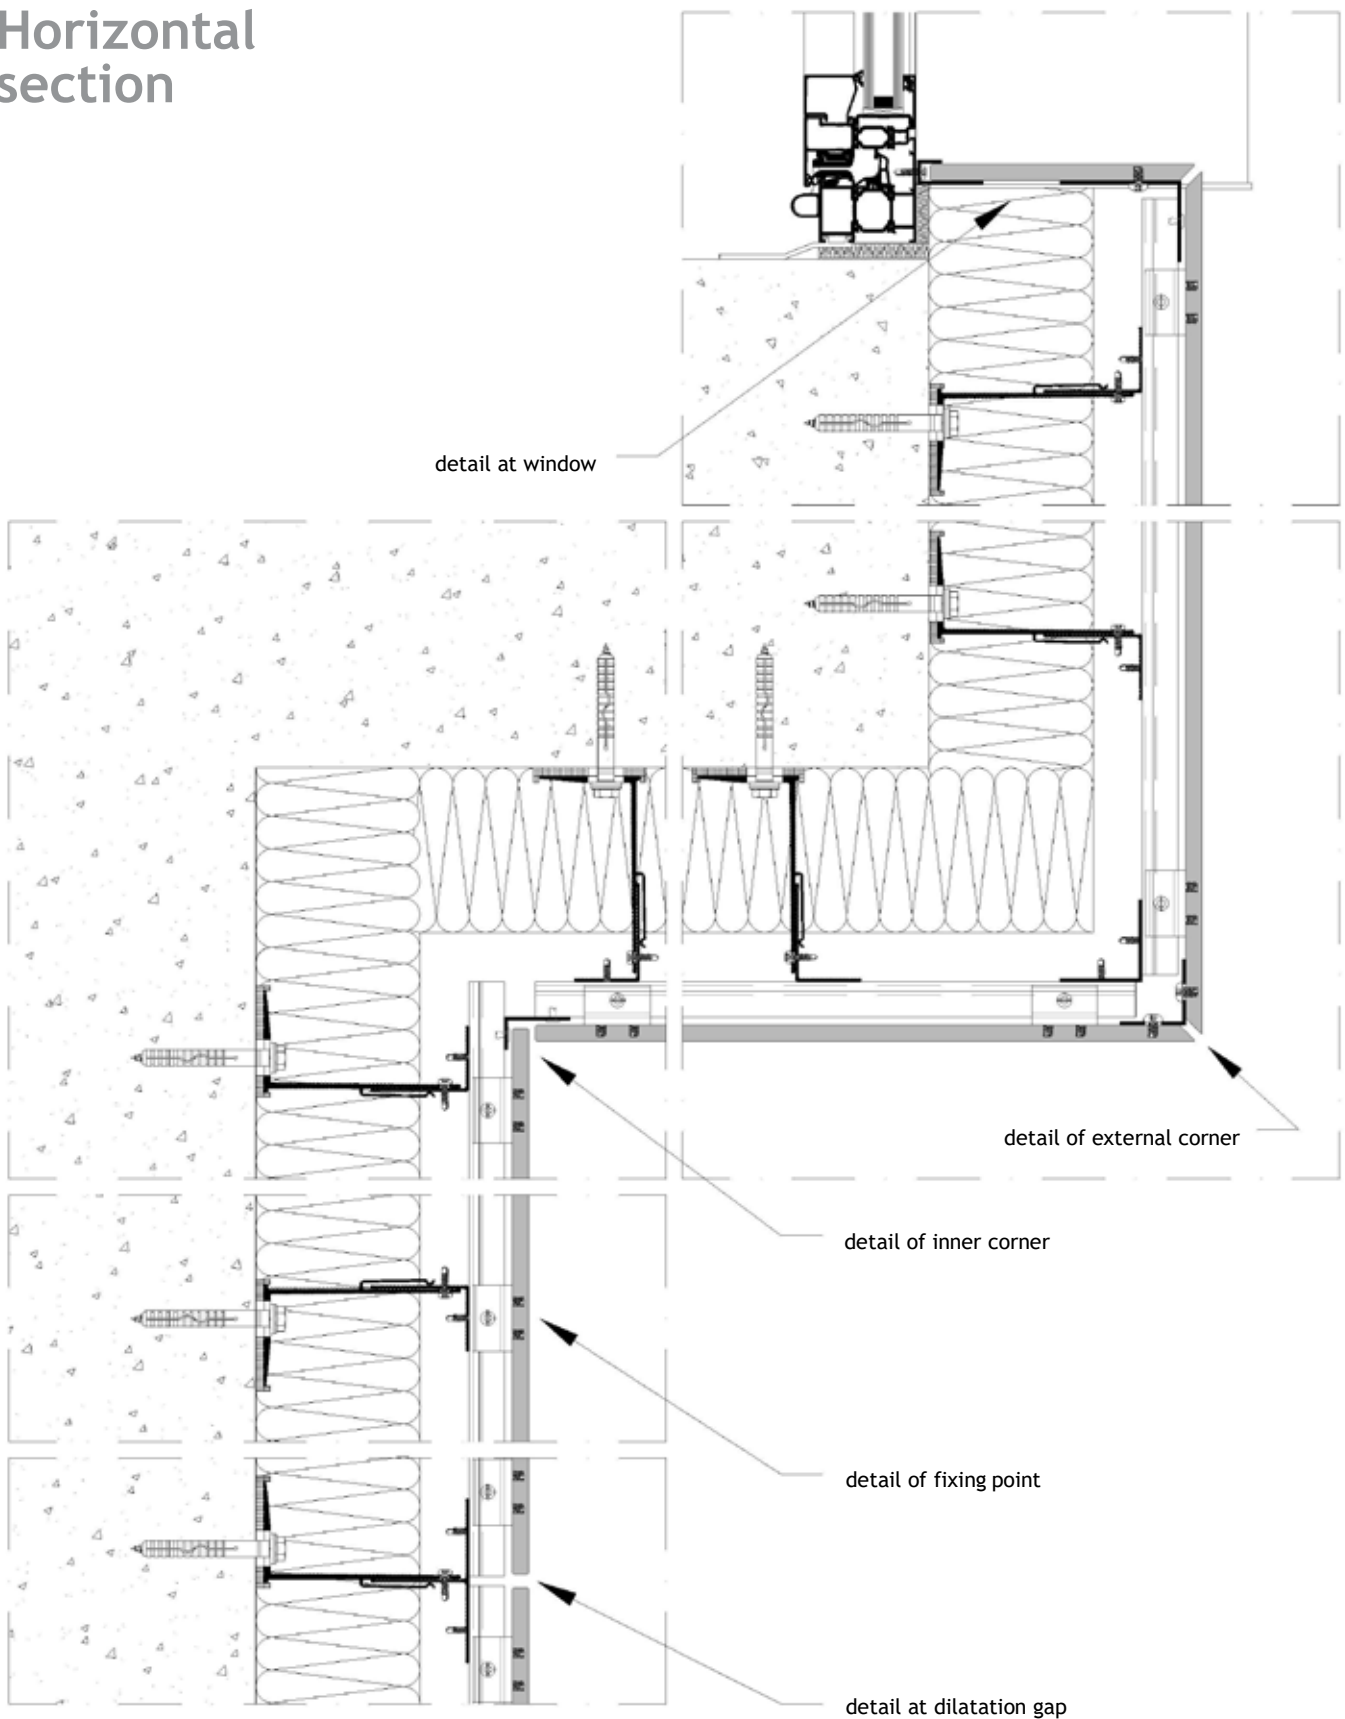 Horizontal
section
detail at window
detail of external corner
detail of inner corner
detail of fixing point
detail at dilatation gap